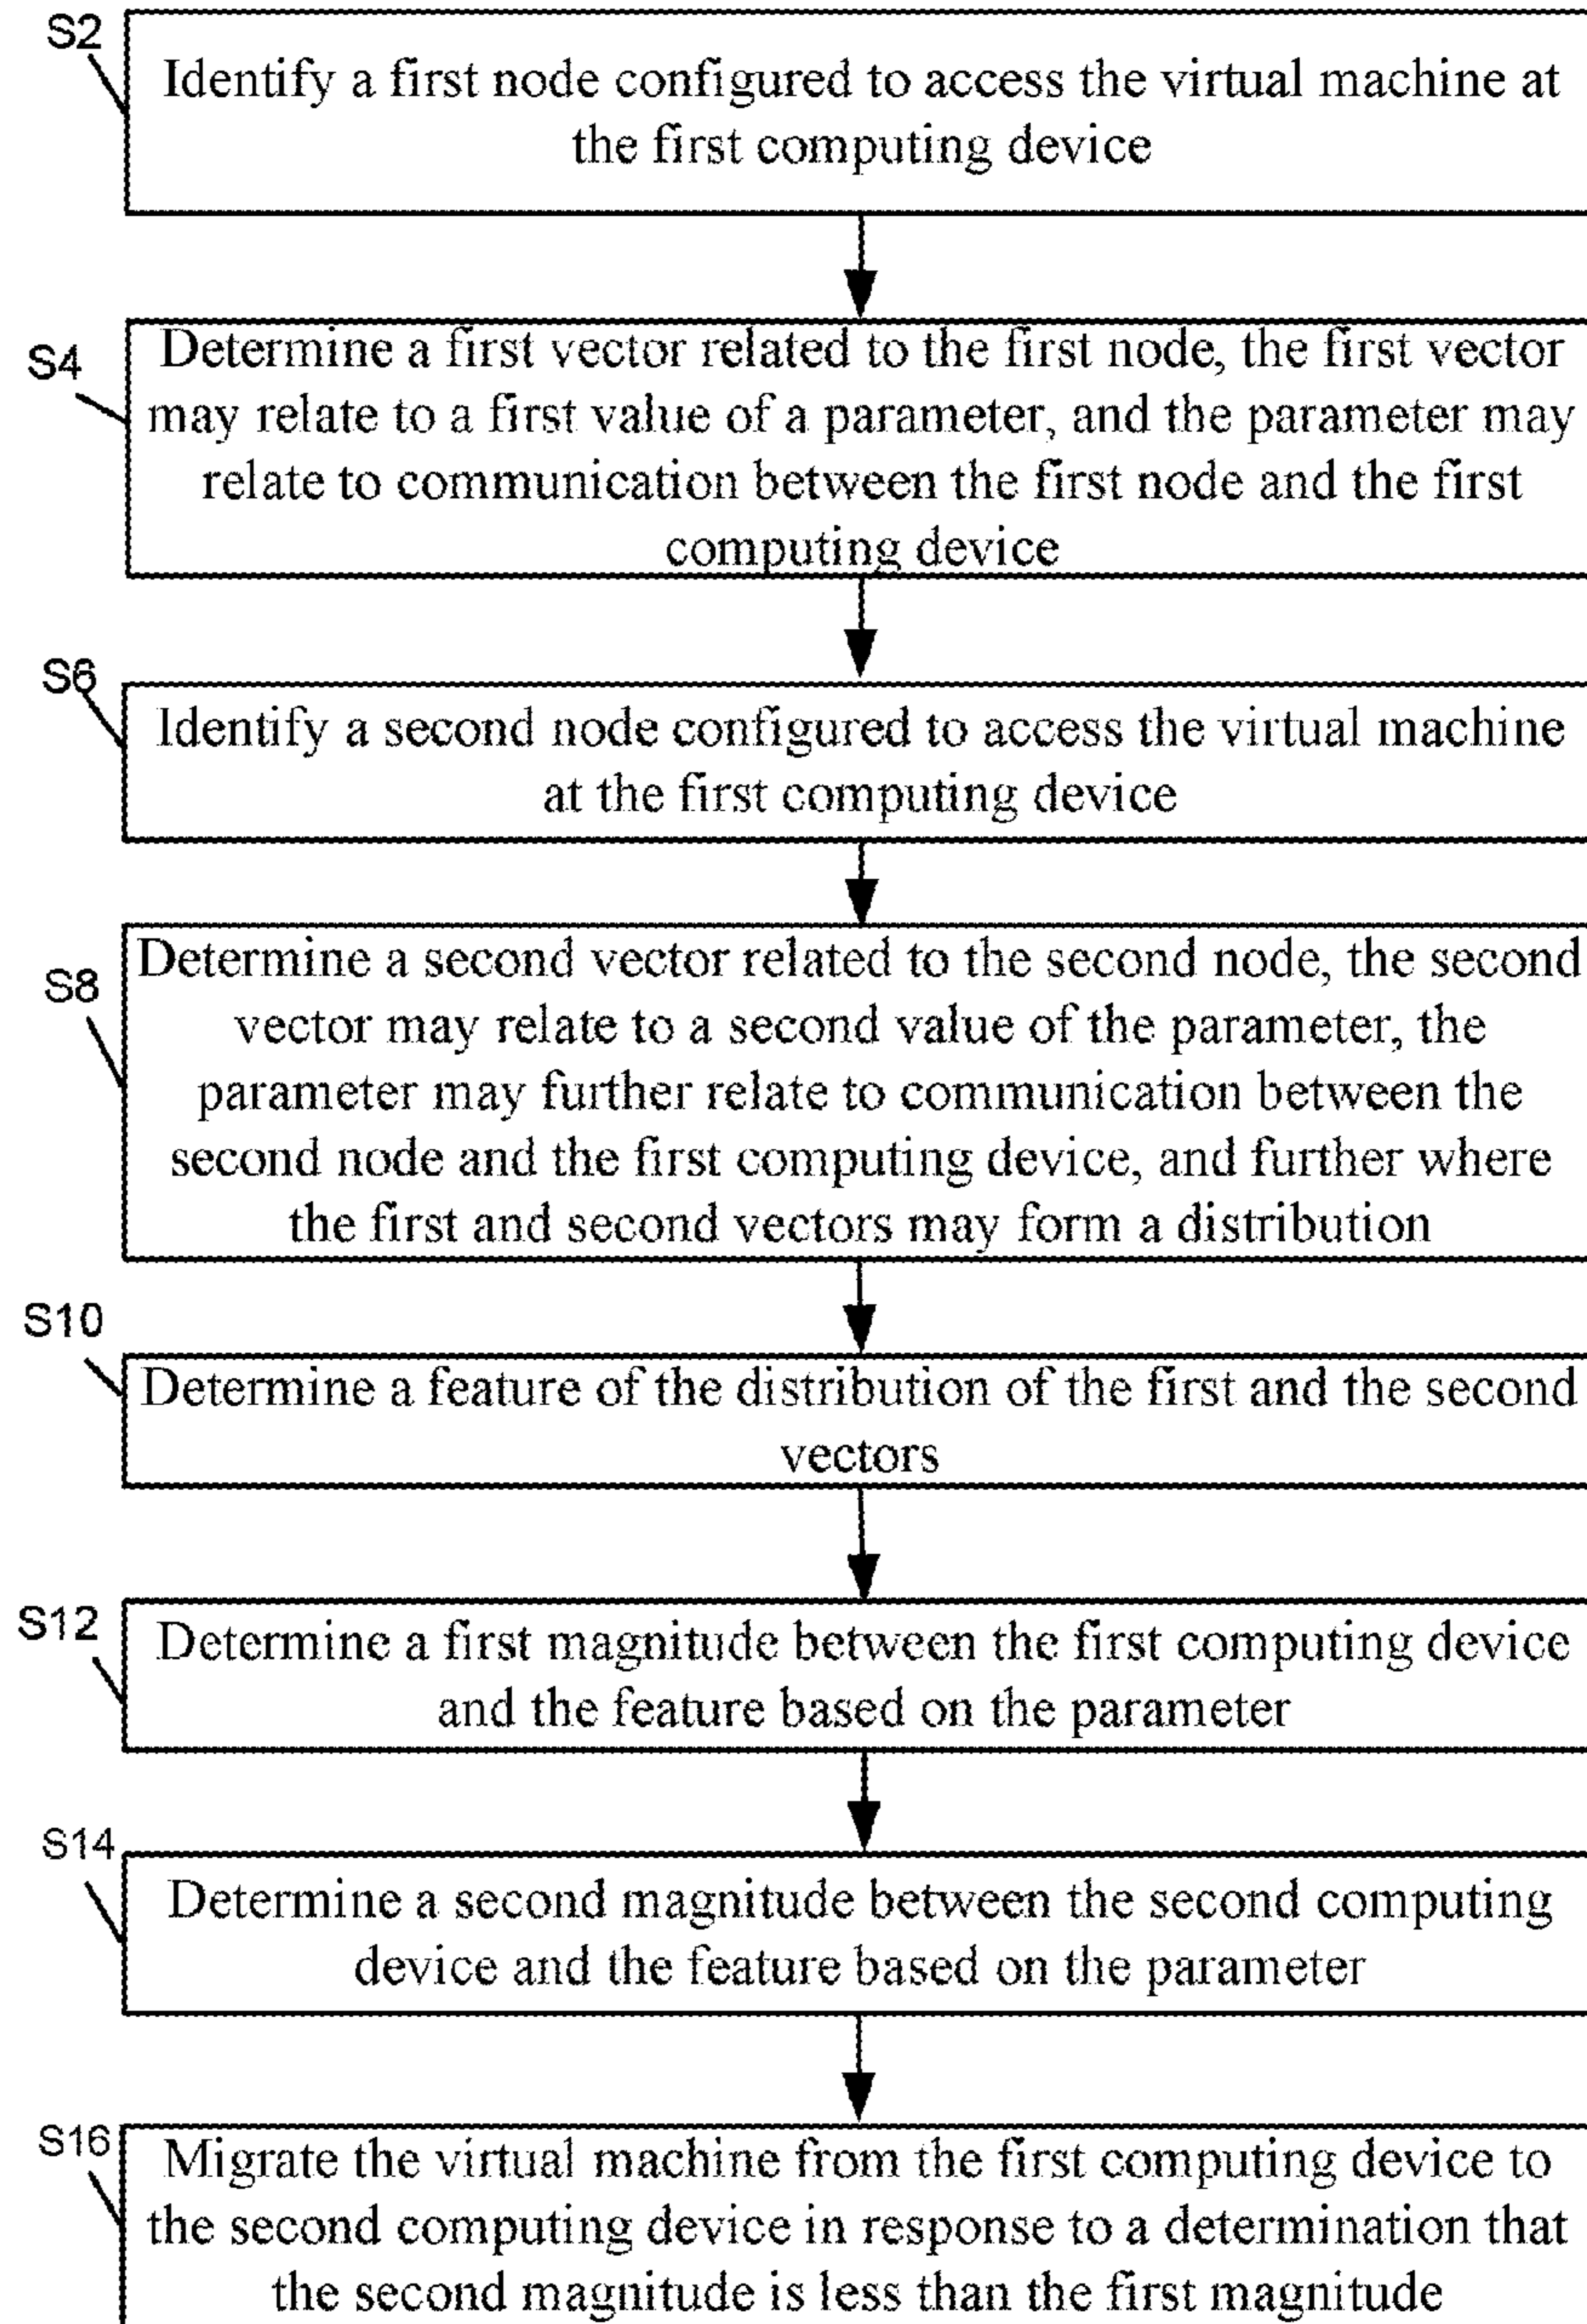 S2
Identify a first node configured to access the virtual machine at
the first computing device
S4
Determine a first vector related to the first node, the first vector
may relate to a first value of a parameter, and the parameter may
relate to communication between the first node and the first
computing device
S6
Identify a second node configured to access the virtual machine
at the first computing device
S8
Determine a second vector related to the second node, the second
vector may relate to a second value of the parameter, the
parameter may further relate to communication between the
second node and the first computing device, and further where
the first and second vectors may form a distribution
S10
Determine a feature of the distribution of the first and the second
vectors
S12
Determine a first magnitude between the first computing device
and the feature based on the parameter
S14
Determine a second magnitude between the second computing
device and the feature based on the parameter
S16
Migrate the virtual machine from the first computing device to
the second computing device in response to a determination that
the second magnitude is less than the first magnitude